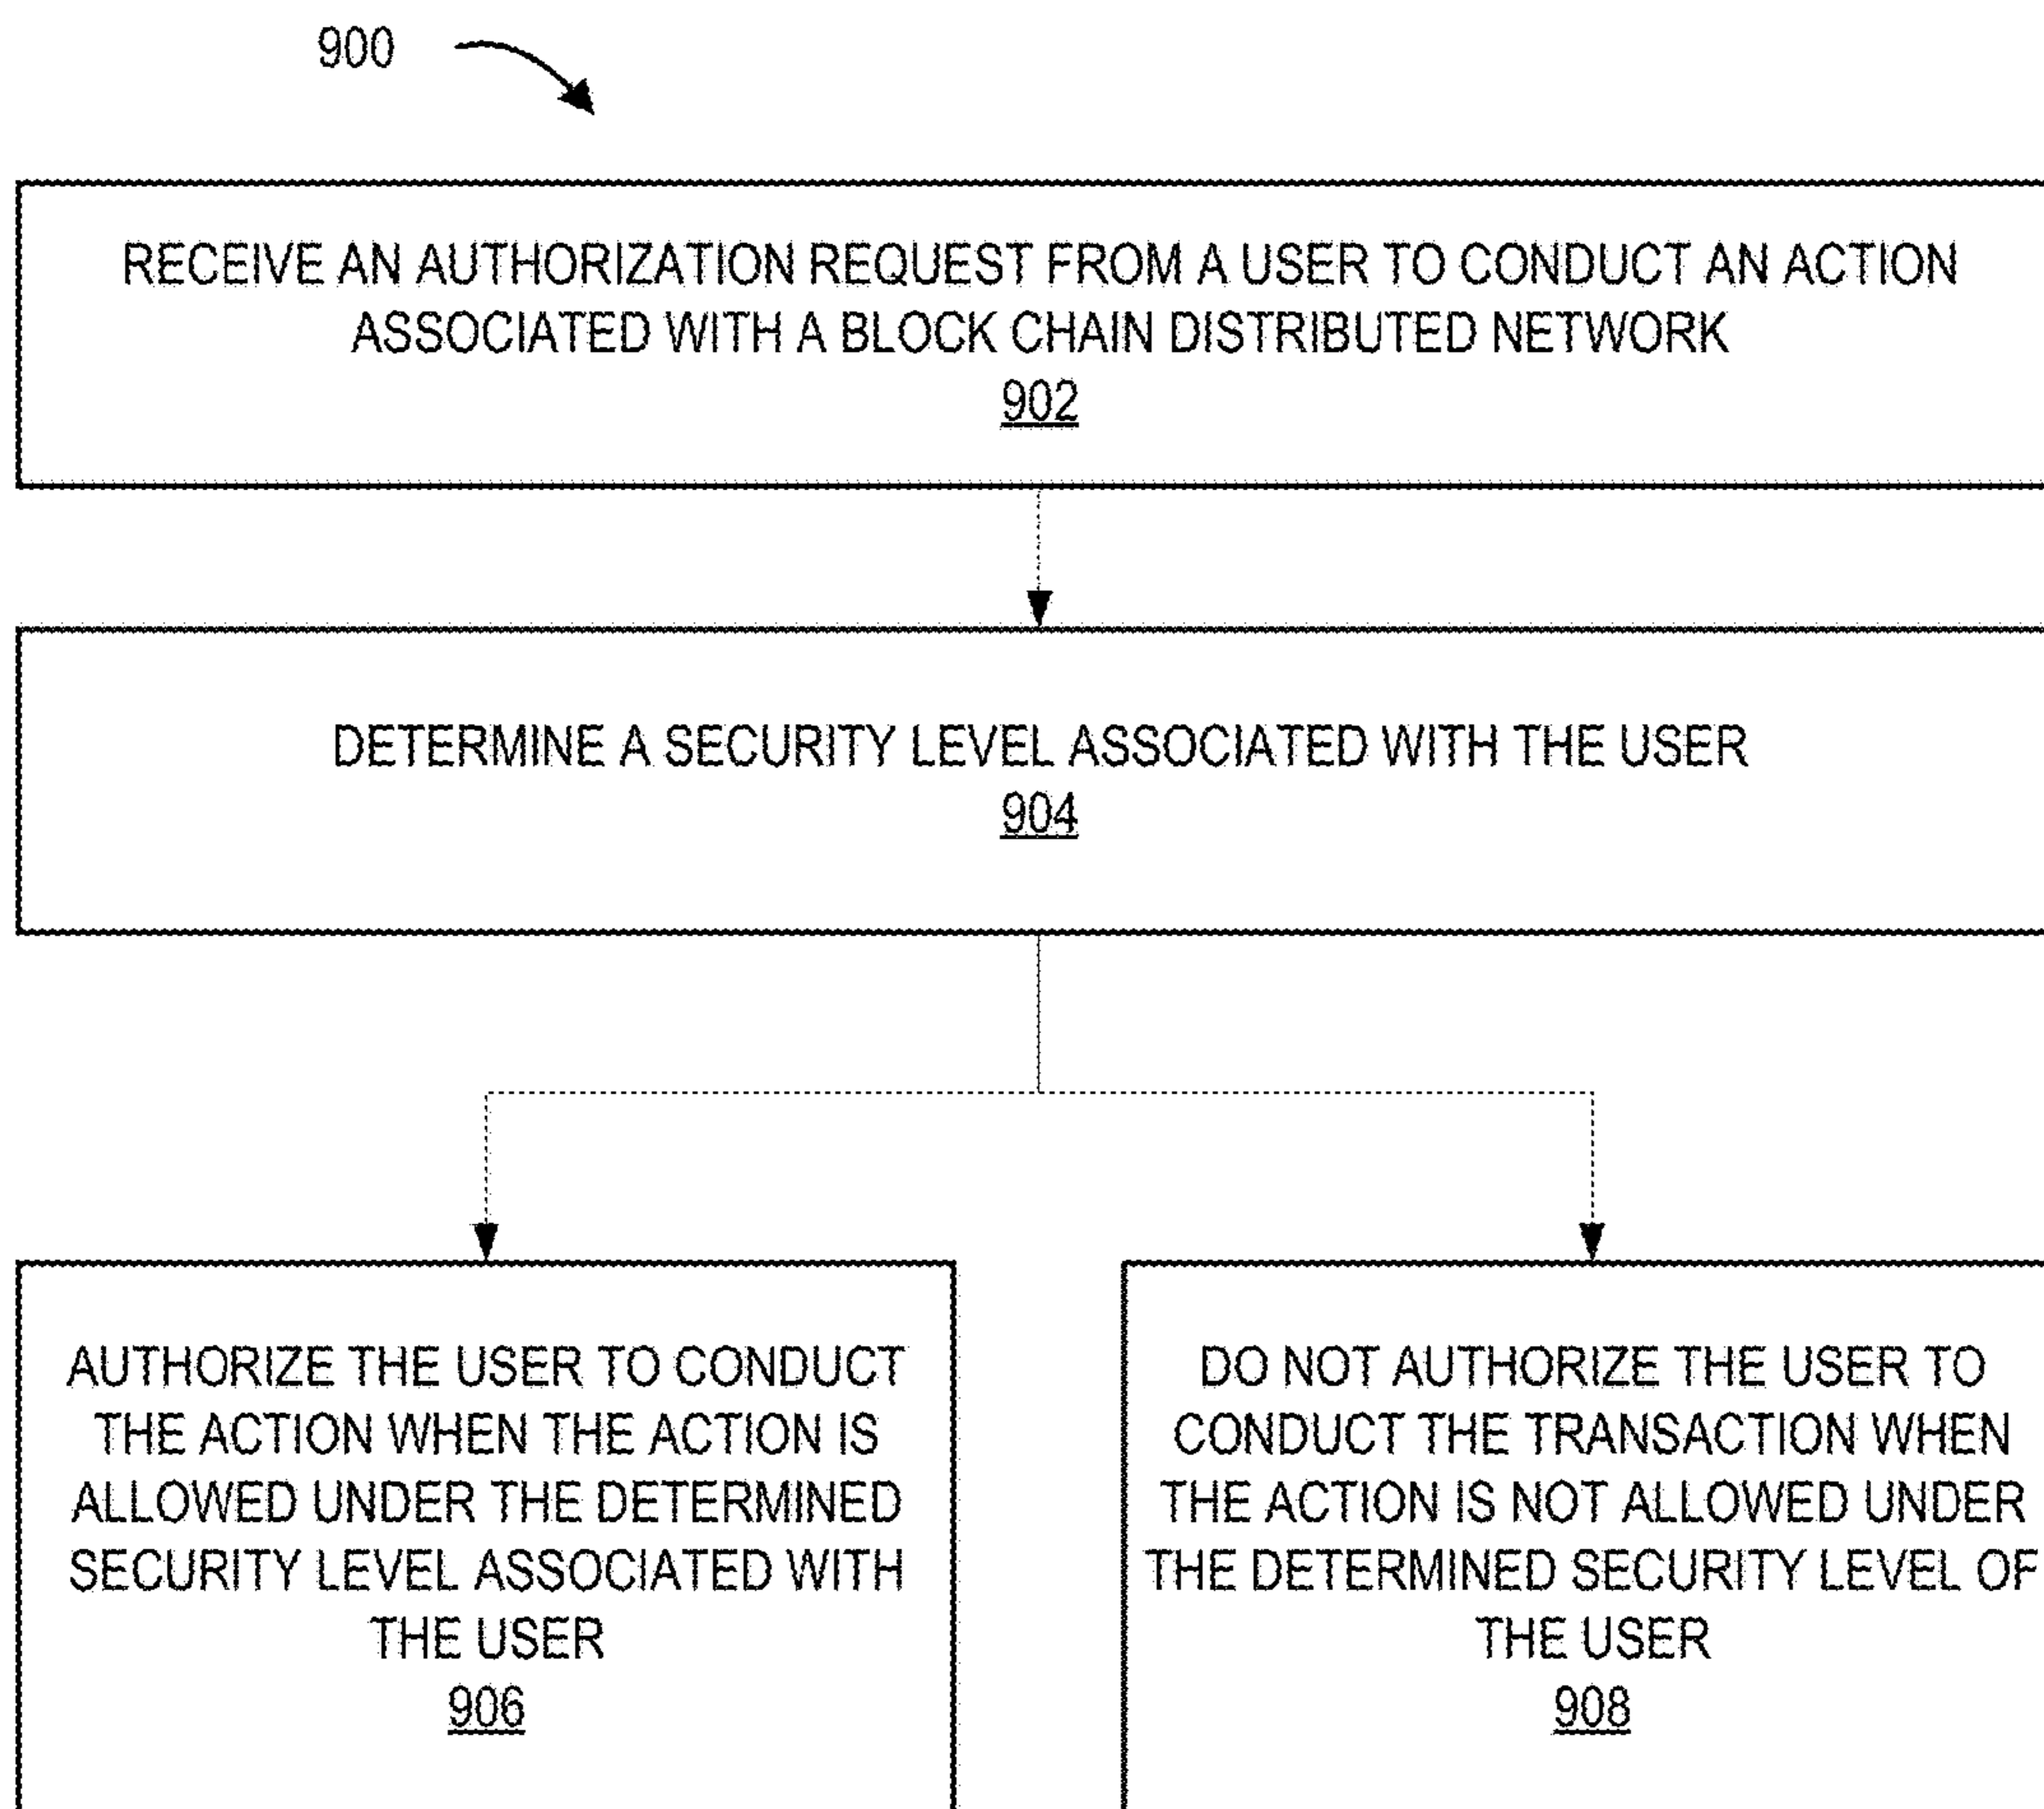 900
RECEIVE AN AUTHORIZATION REQUEST FROM A USER TO CONDUCT AN ACTION
ASSOCIATED WITH A BLOCK CHAIN DISTRIBUTED NETWORK
902
DETERMINE A SECURITY LEVEL ASSOCIATED WITH THE USER
904
AUTHORIZE THE USER TO CONDUCT
THE ACTION WHEN THE ACTION IS
ALLOWED UNDER THE DETERMINED
SECURITY LEVEL ASSOCIATED WITH
THE USER
906
DO NOT AUTHORIZE THE USER TO
CONDUCT THE TRANSACTION WHEN
THE ACTION IS NOT ALLOWED UNDER
THE DETERMINED SECURITY LEVEL OF
THE USER
908